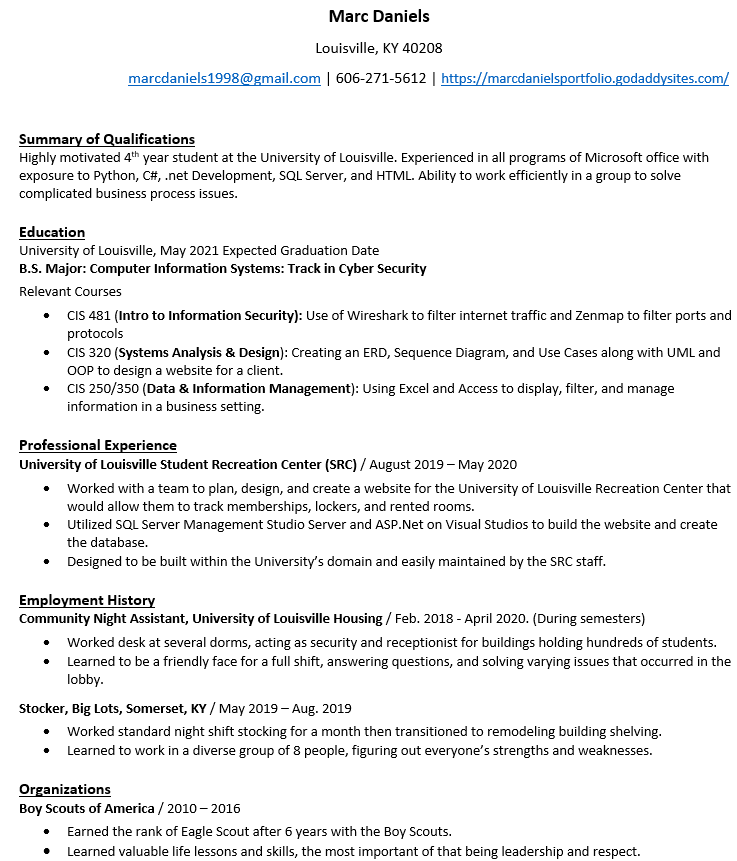 Marc Daniels
Louisville, KY 40208
marcdaniels1998@gmail.com | 606-271-5612 | https://marcdanielsportfolio.godaddysites.com/
Summary of Qualifications
Highly motivated 4th year student at the University of Louisville. Experienced in all programs of Microsoft office with
exposure to Python, C#, .net Development, SQL Server, and HTML. Ability to work efficiently in a group to solve
complicated business process issues.
Education
University of Louisville, May 2021 Expected Graduation Date
B.S. Major: Computer Information Systems: Track in Cyber Security
Relevant Courses
• CIS 481 (Intro to Information Security): Use of Wireshark to filter internet traffic and Zenmap to filter ports and
protocols
• CIS 320 (Systems Analysis & Design): Creating an ERD, Sequence Diagram, and Use Cases along with UML and
OOP to design a website for a client.
• CIS 250/350 (Data & Information Management): Using Excel and Access to display, filter, and manage
information in a business setting.
Professional Experience
University of Louisville Student Recreation Center (SRC) / August 2019 – May 2020
• Worked with a team to plan, design, and create a website for the University of Louisville Recreation Center that
would allow them to track memberships, lockers, and rented rooms.
• Utilized SQL Server Management Studio Server and ASP.Net on Visual Studios to build the website and create
the database.
• Designed to be built within the University's domain and easily maintained by the SRC staff.
Employment History
Community Night Assistant, University of Louisville Housing / Feb. 2018 - April 2020. (During semesters)
• Worked desk at several dorms, acting as security and receptionist for buildings holding hundreds of students.
• Learned to be a friendly face for a full shift, answering questions, and solving varying issues that occurred in the
lobby.
Stocker, Big Lots, Somerset, KY / May 2019 – Aug. 2019
• Worked standard night shift stocking for a month then transitioned to remodeling building shelving.
• Learned to work in a diverse group of 8 people, figuring out everyone's strengths and weaknesses.
Organizations
Boy Scouts of America / 2010 – 2016
• Earned the rank of Eagle Scout after 6 years with the Boy Scouts.
• Learned valuable life lessons and skills, the most important of that being leadership and respect.